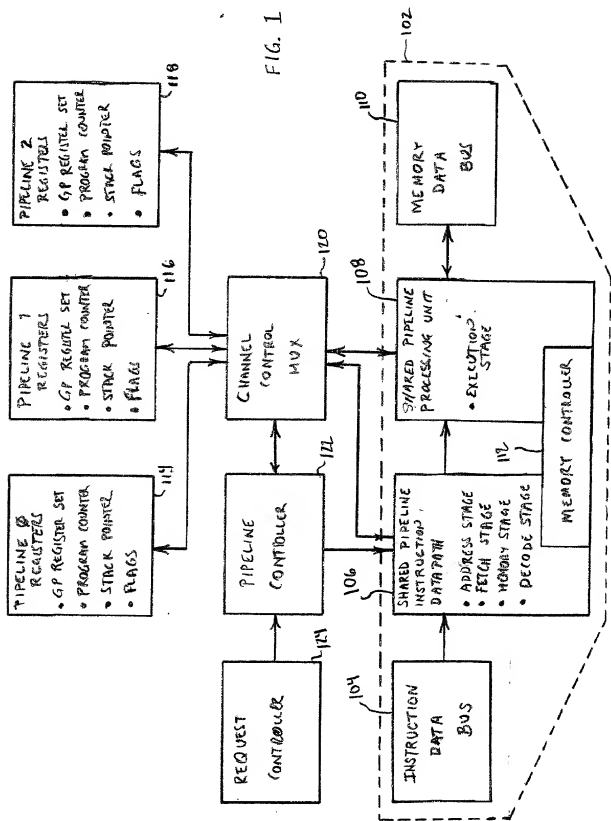 PIPELINE Ø
REGISTERS
• GP REGISTER SET
• PROGRAM COUNTER
• STACK POINTER
• FLAGS
114
PIPELINE 1
REGISTERS
• GP REGISTER SET
• PROGRAM COUNTER
• STACK POINTER
• FLAGS
116
PIPELINE 2
REGISTERS
• GP REGISTER SET
• PROGRAM COUNTER
• STACK POINTER
• FLAGS
118
REQUEST
CONTROLLER
124
PIPELINE
CONTROLLER
122
CHANNEL
CONTROL
MUX
120
FIG. 1
102
INSTRUCTION
DATA
BUS
104
SHARED PIPELINE
INSTRUCTION
DATAPATH
• ADDRESS STAGE
• FETCH STAGE
• MEMORY STAGE
• DECODE STAGE
106
SHARED PIPELINE
PROCESSING UNIT
• EXECUTION
STAGE
108
MEMORY
DATA
BUS
110
MEMORY CONTROLLER
112